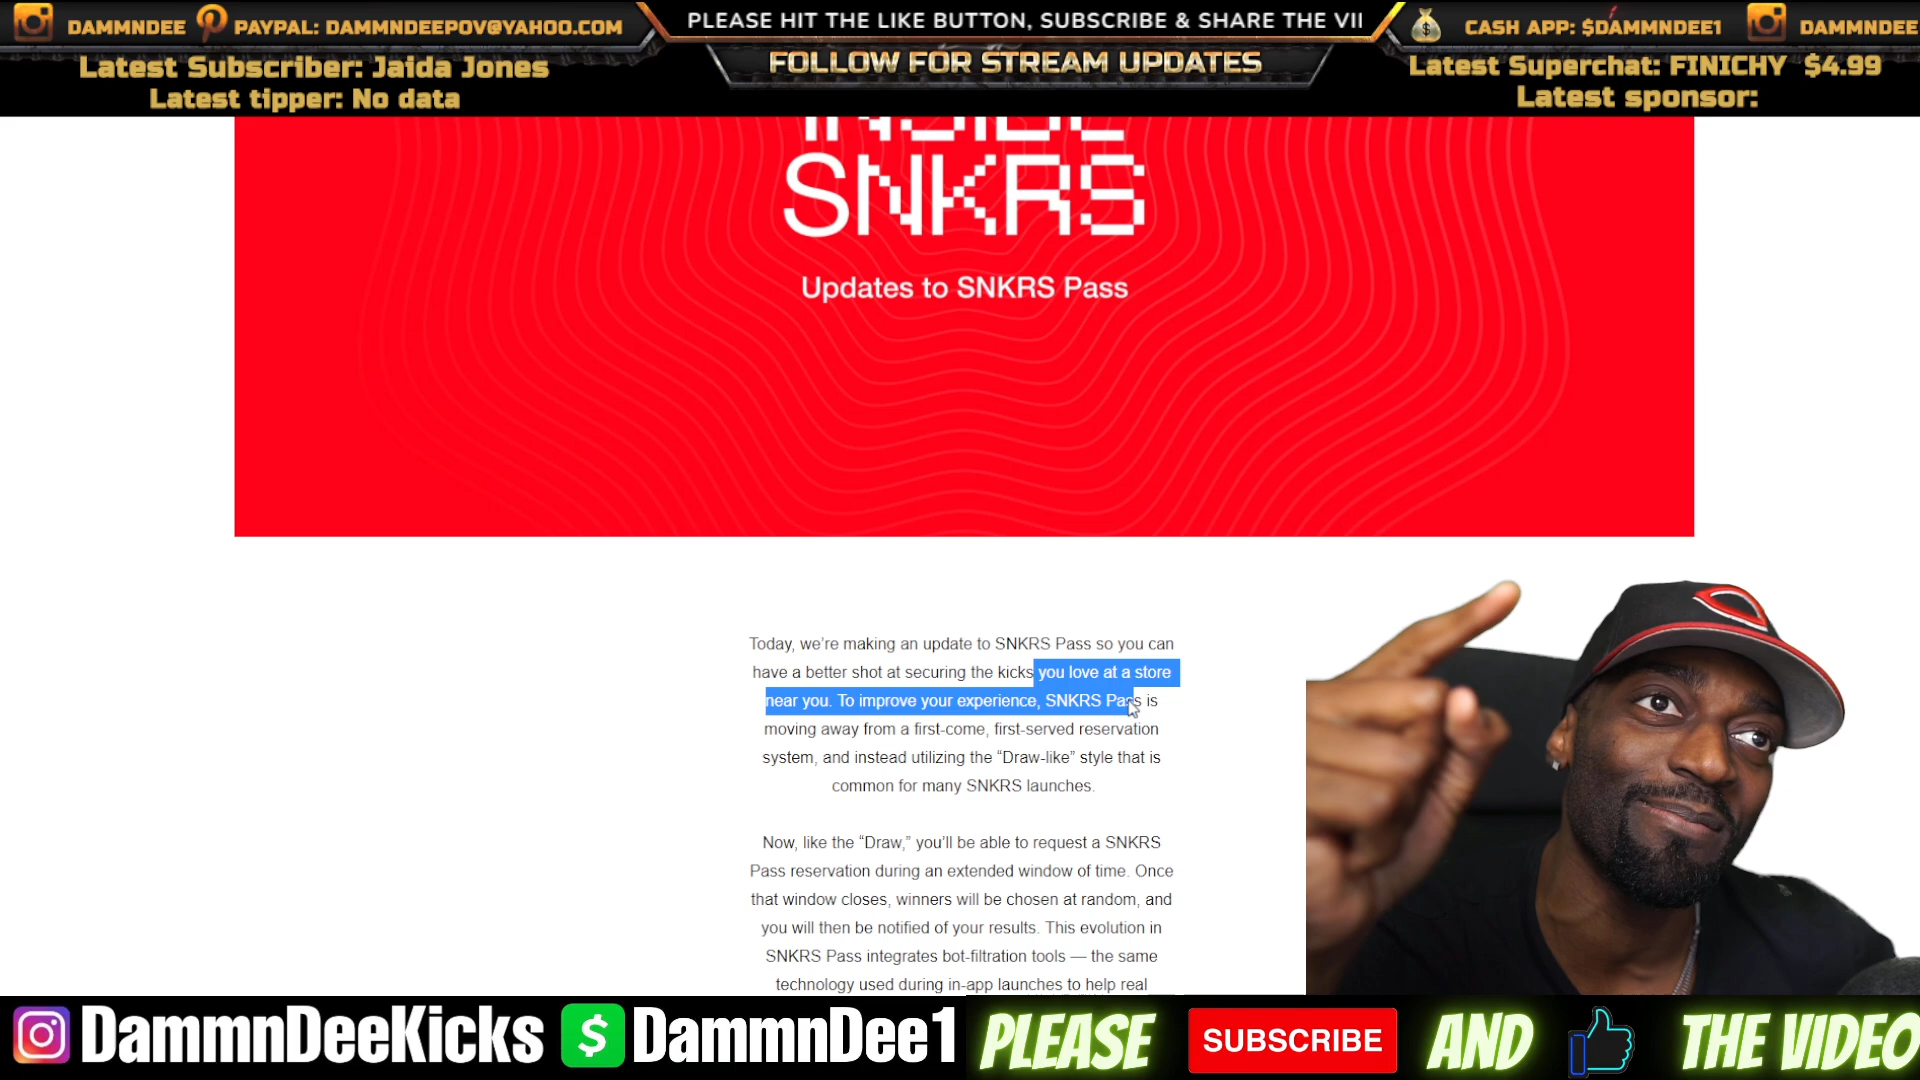 DAMMNDEE PAYPAL: DAMMNDEEPOV@YAHOO.COM
PLEASE HIT THE LIKE BUTTON, SUBSCRIBE & SHARE THE VII
CASH APP: $DAMMNDEE1 DAMMNDEE
Latest Subscriber: Jaida Jones
Latest tipper: No data
FOLLOW FOR STREAM UPDATES
Latest Superchat: FINICHY $4.99
Latest sponsor:
INSIDE
SNKRS
Updates to SNKRS Pass
Today, we’re making an update to SNKRS Pass so you can
have a better shot at securing the kicks you love at a store
near you. To improve your experience, SNKRS Pass is
moving away from a first-come, first-served reservation
system, and instead utilizing the “Draw-like” style that is
common for many SNKRS launches.
Now, like the “Draw,” you’ll be able to request a SNKRS
Pass reservation during an extended window of time. Once
that window closes, winners will be chosen at random, and
you will then be notified of your results. This evolution in
SNKRS Pass integrates bot-filtration tools — the same
technology used during in-app launches to help real
DammnDeeKicks $ DammnDee1 PLEASE SUBSCRIBE AND THE VIDEO